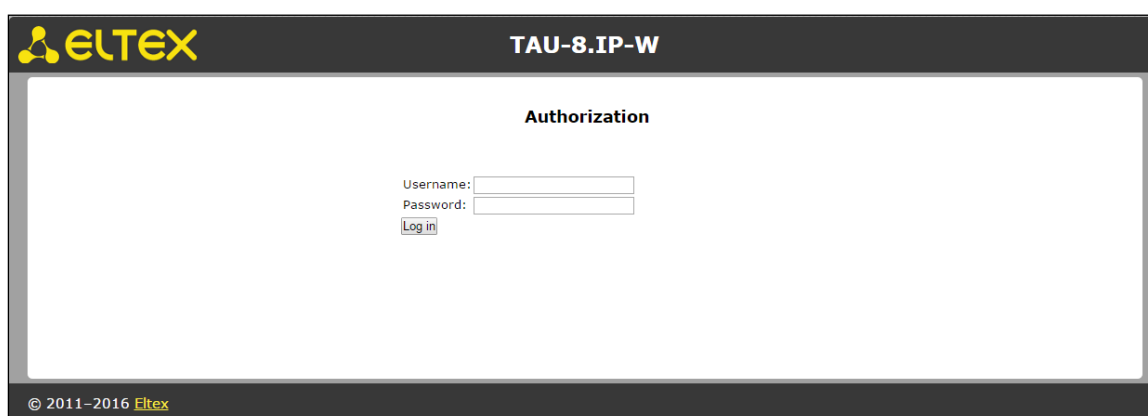 ELTEX
TAU-8.IP-W
Authorization
Username:
Password:
Log in
© 2011–2016 Eltex